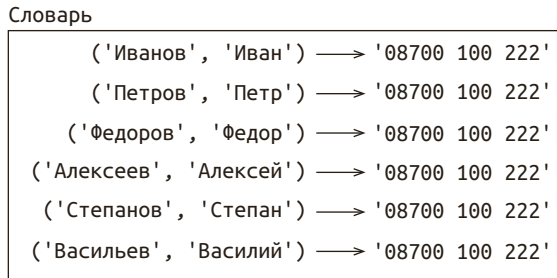 Словарь
('Иванов', 'Иван') ⟶ '08700 100 222'
('Петров', 'Петр') ⟶ '08700 100 222'
('Федоров', 'Федор') ⟶ '08700 100 222'
('Алексеев', 'Алексей') ⟶ '08700 100 222'
('Степанов', 'Степан') ⟶ '08700 100 222'
('Васильев', 'Василий') ⟶ '08700 100 222'